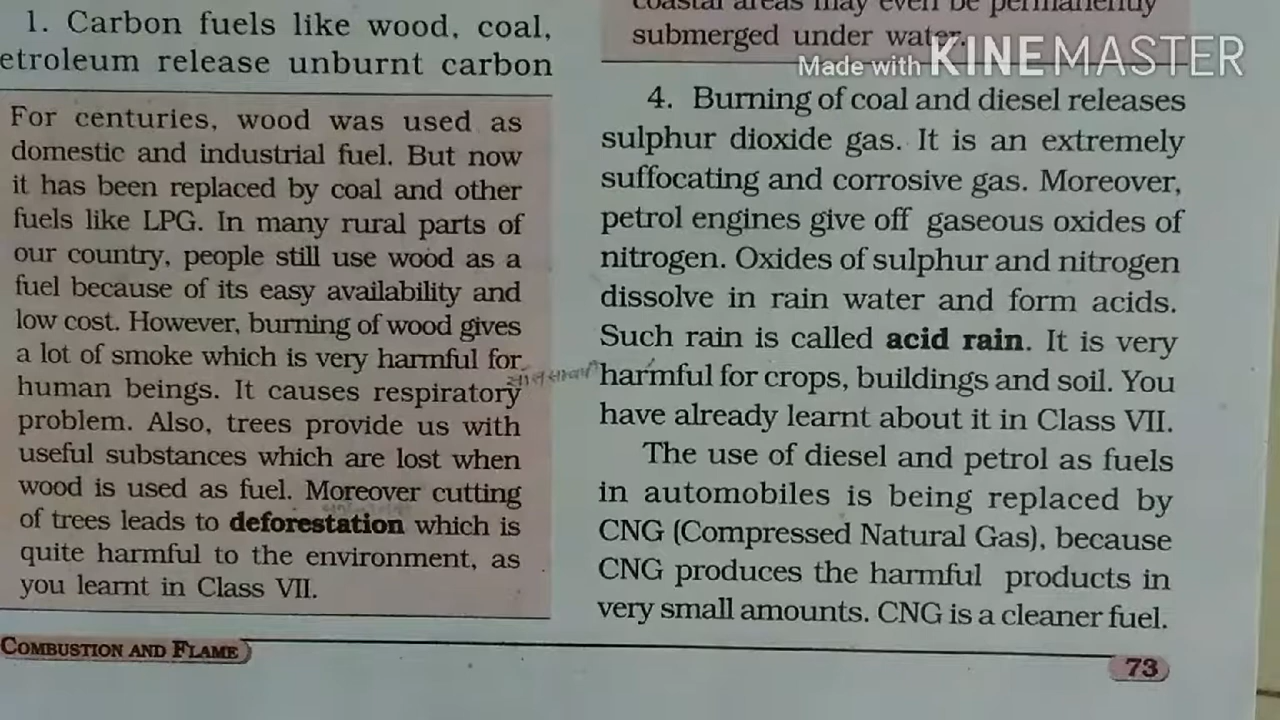 1. Carbon fuels like wood, coal,
etroleum release unburnt carbon
For centuries, wood was used as
domestic and industrial fuel. But now
it has been replaced by coal and other
fuels like LPG. In many rural parts of
our country, people still use wood as a
fuel because of its easy availability and
low cost. However, burning of wood gives
a lot of smoke which is very harmful for
human beings. It causes respiratory
problem. Also, trees provide us with
useful substances which are lost when
wood is used as fuel. Moreover cutting
of trees leads to deforestation which is
quite harmful to the environment, as
you learnt in Class VII.
COMBUSTION AND FLAME
coastal areas may even be permanently
submerged under water.
Made with KINEMASTER
4. Burning of coal and diesel releases
sulphur dioxide gas. It is an extremely
suffocating and corrosive gas. Moreover,
petrol engines give off gaseous oxides of
nitrogen. Oxides of sulphur and nitrogen
dissolve in rain water and form acids.
Such rain is called acid rain. It is very
harmful for crops, buildings and soil. You
have already learnt about it in Class VII.
The use of diesel and petrol as fuels
in automobiles is being replaced by
CNG (Compressed Natural Gas), because
CNG produces the harmful products in
very small amounts. CNG is a cleaner fuel.
73